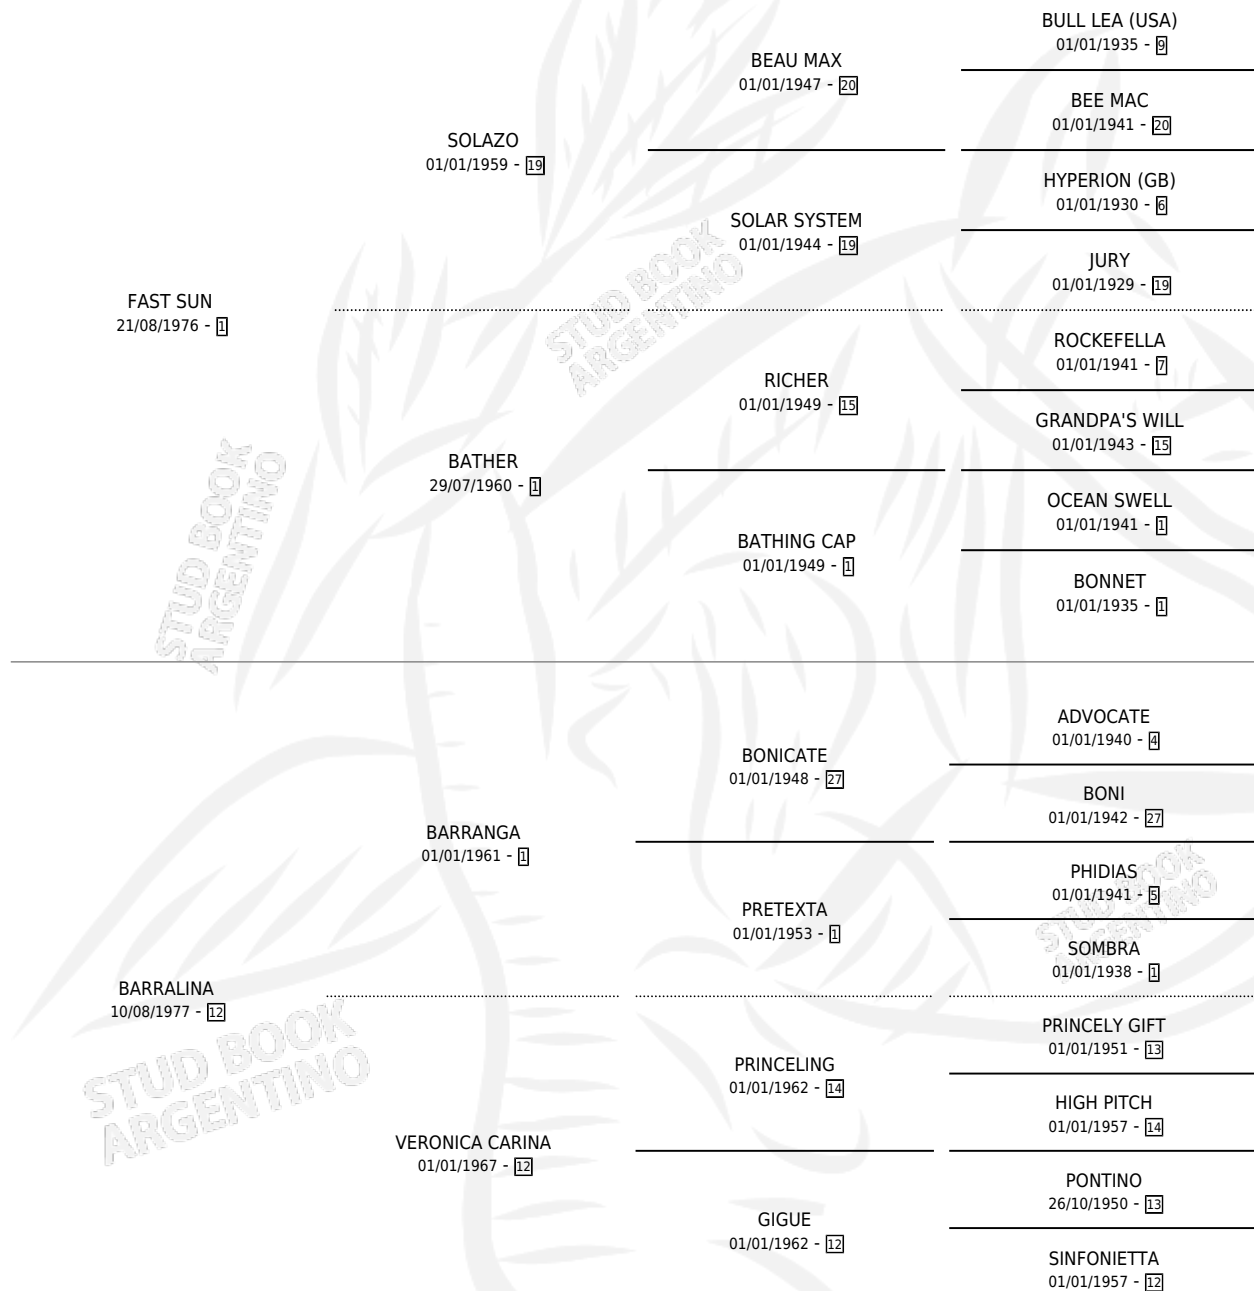 BULL LEA (USA)
01/01/1935 - 9
BEAU MAX
01/01/1947 - 20
BEE MAC
01/01/1941 - 20
SOLAZO
01/01/1959 - 19
HYPERION (GB)
01/01/1930 - 6
SOLAR SYSTEM
01/01/1944 - 19
JURY
01/01/1929 - 19
FAST SUN
21/08/1976 - 1
ROCKEFELLA
01/01/1941 - 7
RICHER
01/01/1949 - 15
GRANDPA'S WILL
01/01/1943 - 15
BATHER
29/07/1960 - 1
OCEAN SWELL
01/01/1941 - 1
BATHING CAP
01/01/1949 - 1
BONNET
01/01/1935 - 1
ADVOCATE
01/01/1940 - 4
BONICATE
01/01/1948 - 27
BONI
01/01/1942 - 27
BARRANGA
01/01/1961 - 1
PHIDIAS
01/01/1941 - 5
PRETEXTA
01/01/1953 - 1
SOMBRA
01/01/1938 - 1
BARRALINA
10/08/1977 - 12
PRINCELY GIFT
01/01/1951 - 13
PRINCELING
01/01/1962 - 14
HIGH PITCH
01/01/1957 - 14
VERONICA CARINA
01/01/1967 - 12
PONTINO
26/10/1950 - 13
GIGUE
01/01/1962 - 12
SINFONIETTA
01/01/1957 - 12
STUD BOOK
ARGENTINO
STUD BOOK
ARGENTINO
STUD BOOK
ARGENTINO
STUD BOOK
ARGENTINO